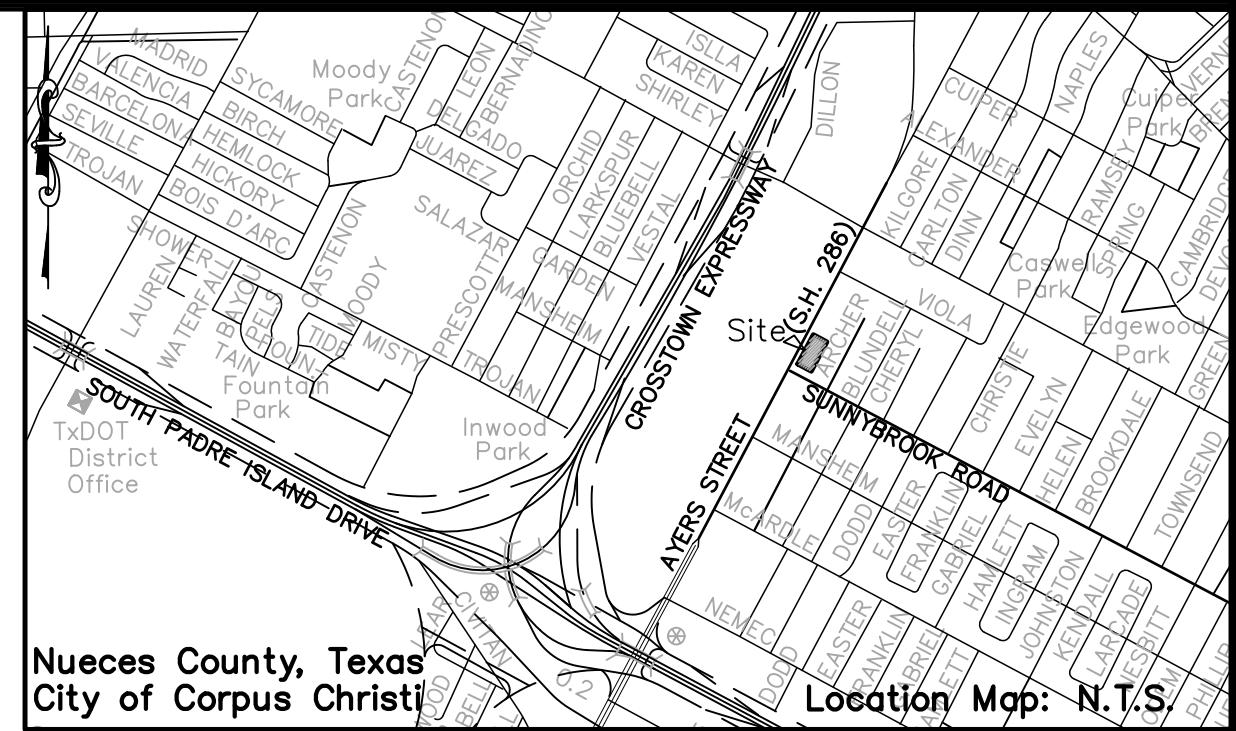 MADRID
VALENCIA
BARCELONA
SEVILLE
TROJAN
SYCAMORE
BIRCH
HEMLOCK
HICKORY
BOIS D'ARC
Moody
Park
CASTENON
LEON
BERNARDINO
DELGADO
JUAREZ
ISLLA
KAREN
SHIRLEY
DILLON
CUIPER
NAPLES
Cuiper
Park
ALEXANDER
KILGORE
CARLTON
DINN
RAMSEY
SPRING
CAMBRIDGE
Caswell
Park
Edgewood
Park
GREEN
ORCHID
LARKSPUR
BLUEBELL
VESTAL
SALAZAR
PRESCOTT
GARDEN
MANSHEIM
TROJAN
SHOWER
LAUREN
WATERFALL
BAYOU
CASTENON
MOODY
TIDE
MISTY
FOUNTAIN
Fountain
Park
Inwood
Park
CROSSTOWN EXPRESSWAY
(S.H. 286)
Site
ARCHER
BLUNDELL
CHERYL
VIOLA
CHRISTIE
EVELYN
HELEN
BROOKDALE
TOWNSEND
SUNNYBROOK ROAD
AYERS STREET
MANSHEIM
McARDLE
DODD
EASTER
FRANKLIN
GABRIEL
HAMLETT
INGRAM
JOHNSTON
KENDALL
LARCADE
NESBITT
TxDOT
District
Office
SOUTH PADRE ISLAND DRIVE
CIVITAN
NEMEC
DODD
EASTER
Nueces County, Texas
City of Corpus Christi
Location Map: N.T.S.